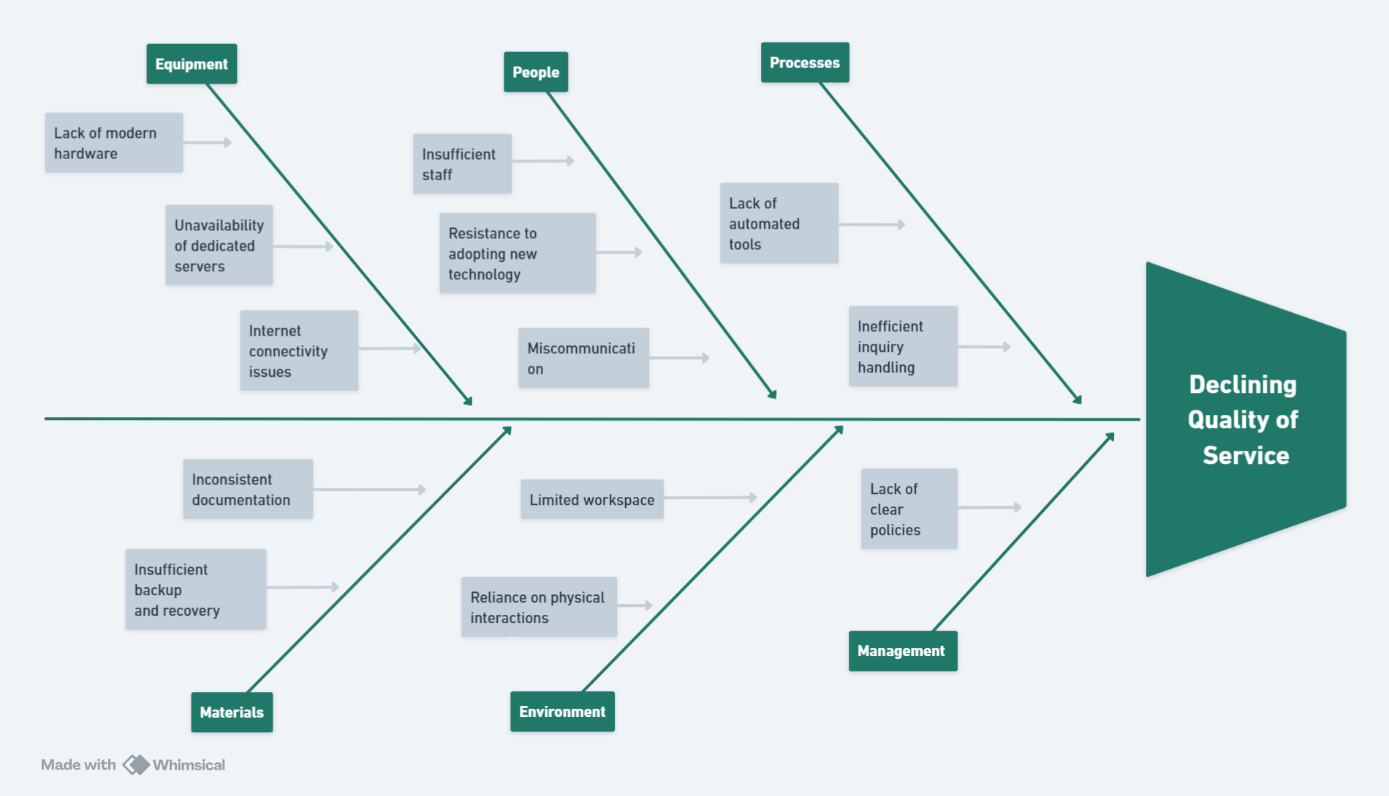 Equipment
People
Processes
Lack of modern
hardware
Insufficient
staff
Unavailability
of dedicated
servers
Resistance to
adopting new
technology
Lack of
automated
tools
Internet
connectivity
issues
Miscommunicati
on
Inefficient
inquiry
handling
Declining
Quality of
Service
Inconsistent
documentation
Limited workspace
Lack of
clear
policies
Insufficient
backup
and recovery
Reliance on physical
interactions
Management
Materials
Environment
Made with Whimsical